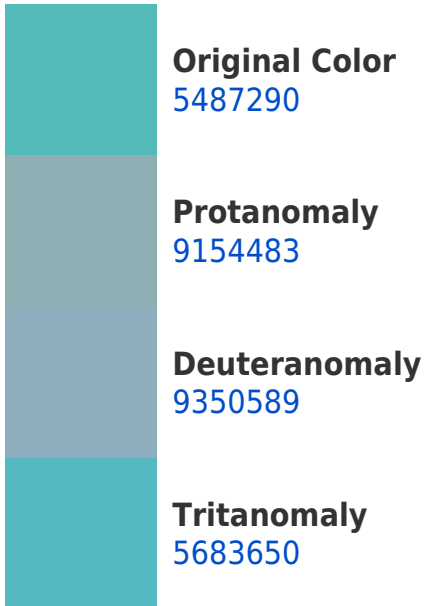 Original Color
5487290
Protanomaly
9154483
Deuteranomaly
9350589
Tritanomaly
5683650